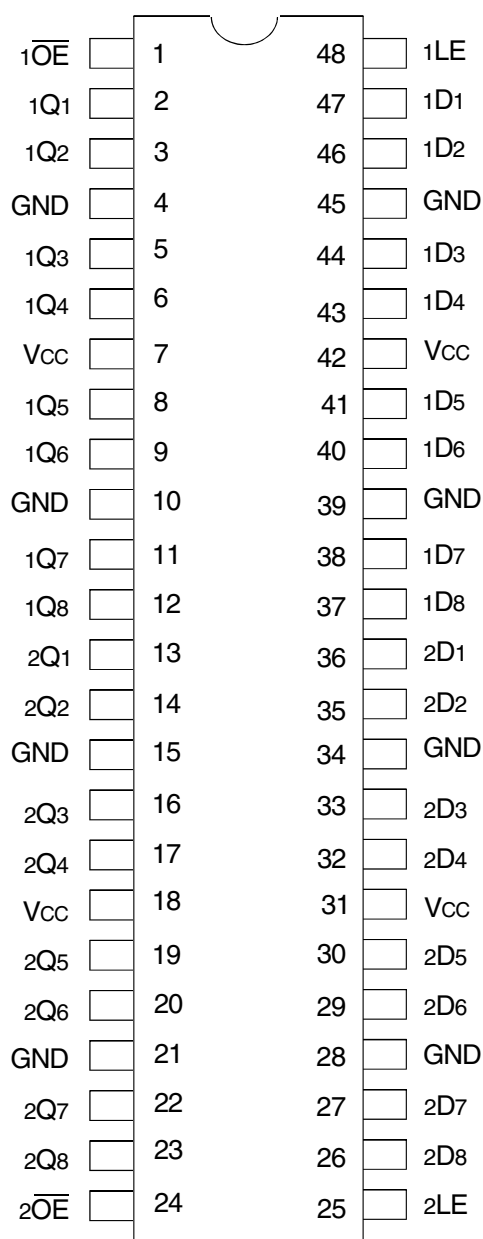 1O̅E̅ 1 48 1LE
1Q1 2 47 1D1
1Q2 3 46 1D2
GND 4 45 GND
1Q3 5 44 1D3
1Q4 6 43 1D4
VCC 7 42 VCC
1Q5 8 41 1D5
1Q6 9 40 1D6
GND 10 39 GND
1Q7 11 38 1D7
1Q8 12 37 1D8
2Q1 13 36 2D1
2Q2 14 35 2D2
GND 15 34 GND
2Q3 16 33 2D3
2Q4 17 32 2D4
VCC 18 31 VCC
2Q5 19 30 2D5
2Q6 20 29 2D6
GND 21 28 GND
2Q7 22 27 2D7
2Q8 23 26 2D8
2O̅E̅ 24 25 2LE